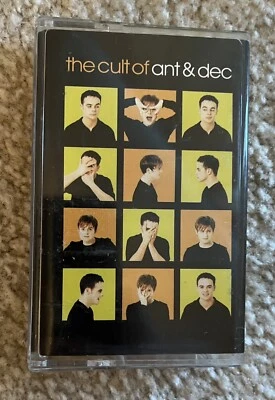 the cult of ant & dec